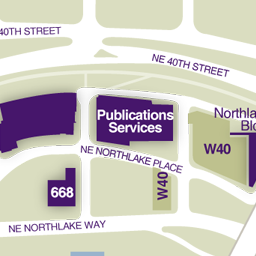 40TH STREET
NE 40TH STREET
Publications
Services
Northla
Blo
W40
NE NORTHLAKE PLACE
668
W40
NE NORTHLAKE WAY